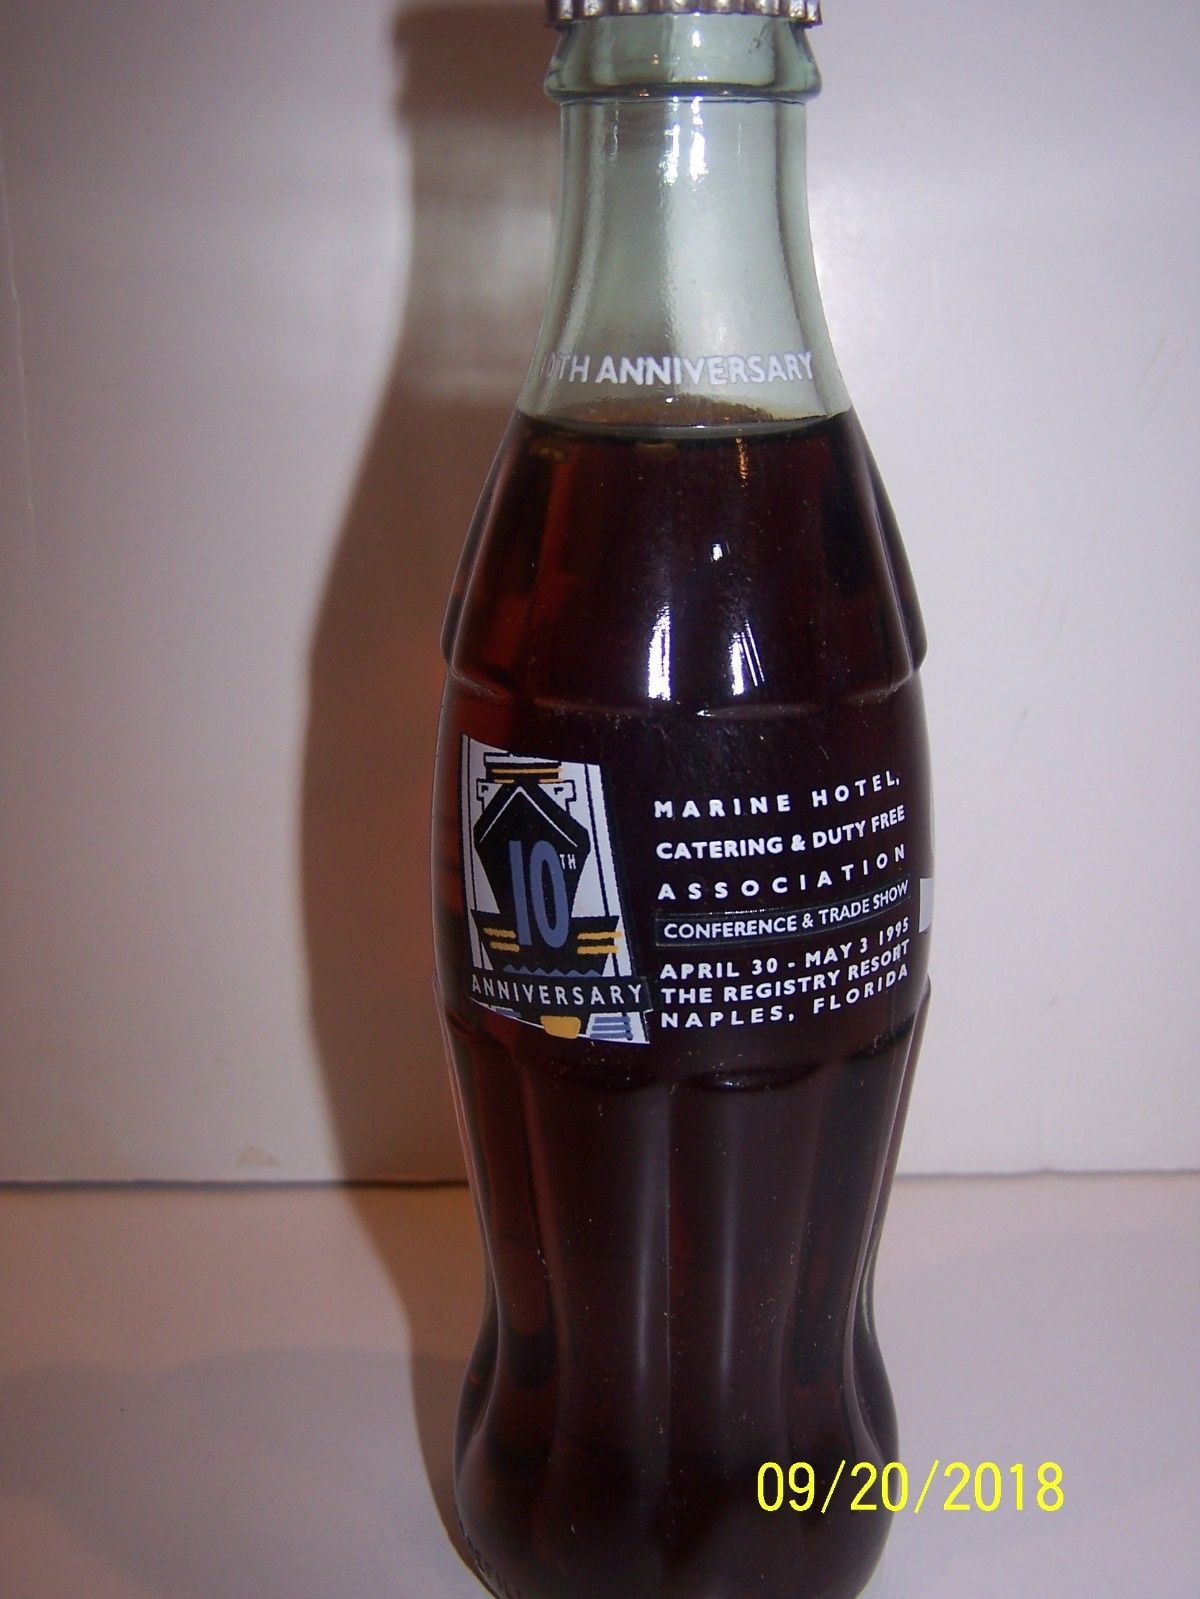 10TH ANNIVERSARY
10TH
ANNIVERSARY
MARINE HOTEL,
CATERING & DUTY FREE
ASSOCIATION
CONFERENCE & TRADE SHOW
APRIL 30 - MAY 3 1995
THE REGISTRY RESORT
NAPLES, FLORIDA
09/20/2018